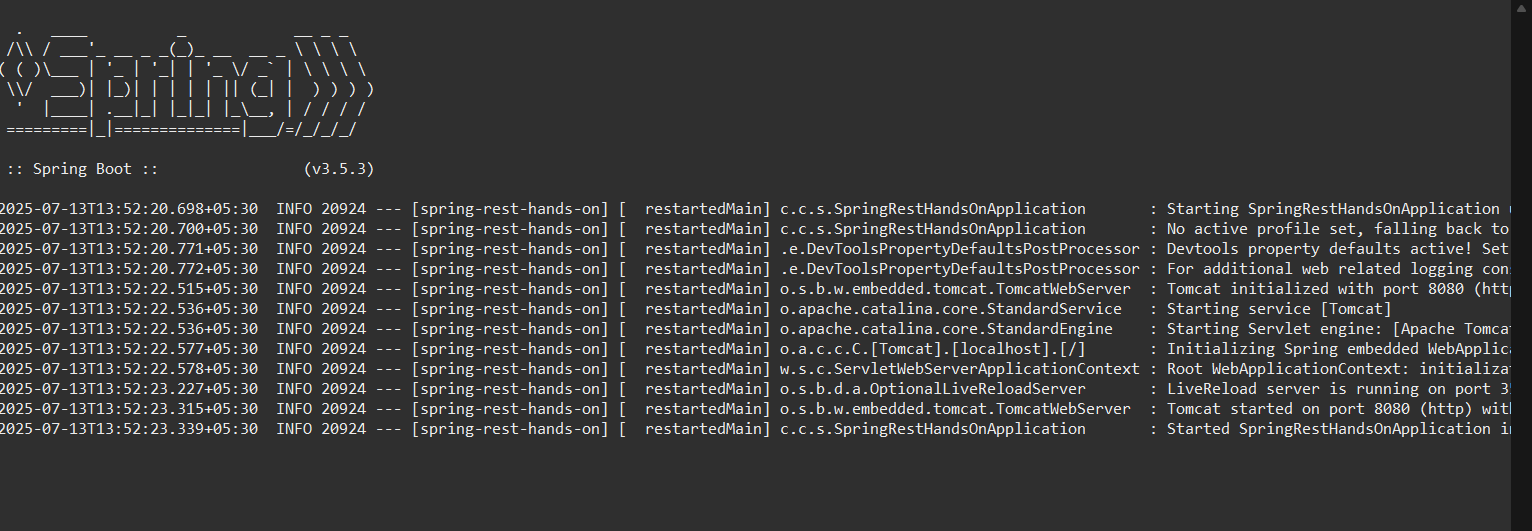 .   ____          _            __ _ _
 /\\ / ___'_ __ _ _(_)_ __  __ _ \ \ \ \
( ( )\___ | '_ | '_| | '_ \/ _` | \ \ \ \
 \\/  ___)| |_)| | | | | || (_| |  ) ) ) )
  '  |____| .__|_| |_|_| |_\__, | / / / /
 =========|_|==============|___/=/_/_/_/
 :: Spring Boot ::                (v3.5.3)
2025-07-13T13:52:20.698+05:30  INFO 20924 --- [spring-rest-hands-on] [  restartedMain] c.c.s.SpringRestHandsOnApplication       : Starting SpringRestHandsOnApplication
2025-07-13T13:52:20.700+05:30  INFO 20924 --- [spring-rest-hands-on] [  restartedMain] c.c.s.SpringRestHandsOnApplication       : No active profile set, falling back to
2025-07-13T13:52:20.771+05:30  INFO 20924 --- [spring-rest-hands-on] [  restartedMain] .e.DevToolsPropertyDefaultsPostProcessor : Devtools property defaults active! Set
2025-07-13T13:52:20.772+05:30  INFO 20924 --- [spring-rest-hands-on] [  restartedMain] .e.DevToolsPropertyDefaultsPostProcessor : For additional web related logging con
2025-07-13T13:52:22.515+05:30  INFO 20924 --- [spring-rest-hands-on] [  restartedMain] o.s.b.w.embedded.tomcat.TomcatWebServer  : Tomcat initialized with port 8080 (htt
2025-07-13T13:52:22.536+05:30  INFO 20924 --- [spring-rest-hands-on] [  restartedMain] o.apache.catalina.core.StandardService   : Starting service [Tomcat]
2025-07-13T13:52:22.536+05:30  INFO 20924 --- [spring-rest-hands-on] [  restartedMain] o.apache.catalina.core.StandardEngine    : Starting Servlet engine: [Apache Tomca
2025-07-13T13:52:22.577+05:30  INFO 20924 --- [spring-rest-hands-on] [  restartedMain] o.a.c.c.C.[Tomcat].[localhost].[/]       : Initializing Spring embedded WebApplic
2025-07-13T13:52:22.578+05:30  INFO 20924 --- [spring-rest-hands-on] [  restartedMain] w.s.c.ServletWebServerApplicationContext : Root WebApplicationContext: initializat
2025-07-13T13:52:23.227+05:30  INFO 20924 --- [spring-rest-hands-on] [  restartedMain] o.s.b.d.a.OptionalLiveReloadServer       : LiveReload server is running on port 3
2025-07-13T13:52:23.315+05:30  INFO 20924 --- [spring-rest-hands-on] [  restartedMain] o.s.b.w.embedded.tomcat.TomcatWebServer  : Tomcat started on port 8080 (http) wit
2025-07-13T13:52:23.339+05:30  INFO 20924 --- [spring-rest-hands-on] [  restartedMain] c.c.s.SpringRestHandsOnApplication       : Started SpringRestHandsOnApplication i